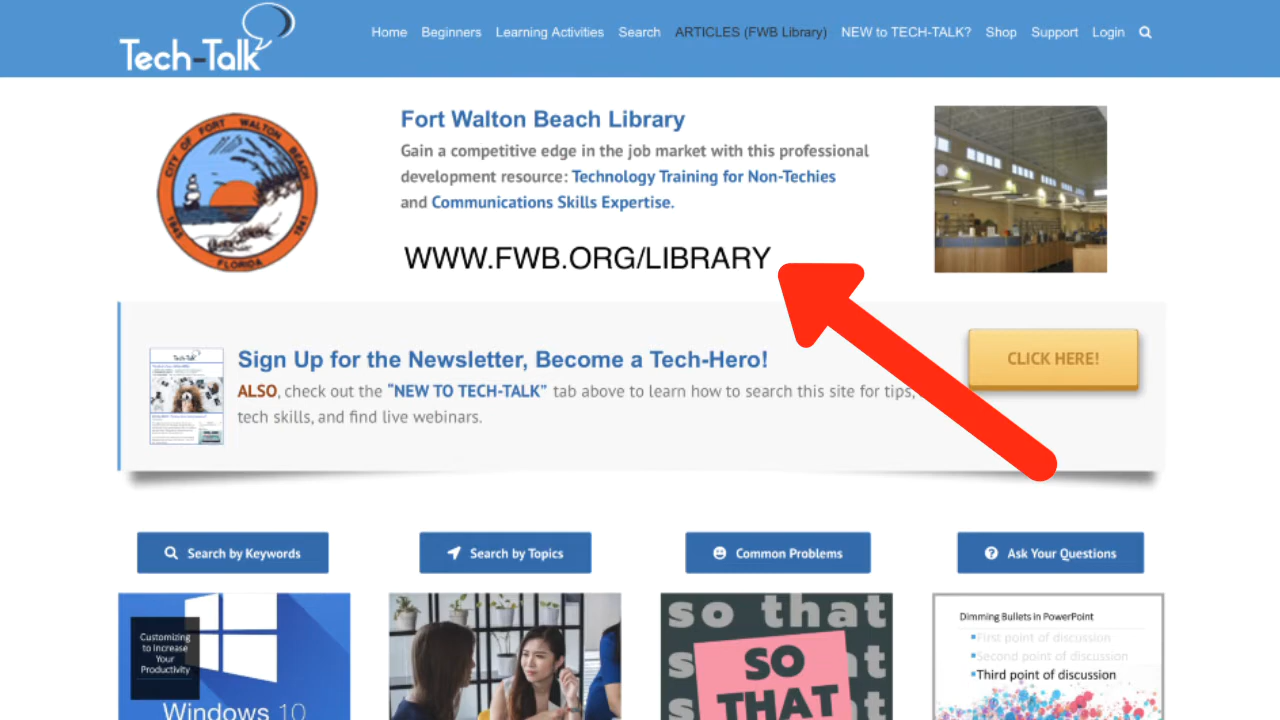 Tech-Talk
Home Beginners Learning Activities Search ARTICLES (FWB Library) NEW to TECH-TALK? Shop Support Login
CITY OF FORT WALTON BEACH
FLORIDA
1941
Fort Walton Beach Library
Gain a competitive edge in the job market with this professional
development resource: Technology Training for Non-Techies
and Communications Skills Expertise.
WWW.FWB.ORG/LIBRARY
Tech-Talk
Sign Up for the Newsletter, Become a Tech-Hero!
ALSO, check out the “NEW TO TECH-TALK” tab above to learn how to search this site for tips,
tech skills, and find live webinars.
CLICK HERE!
Search by Keywords
Search by Topics
Common Problems
Ask Your Questions
Customizing
to Increase
Your
Productivity
Windows 10
so that
SO
THAT
Dimming Bullets in PowerPoint
First point of discussion
Second point of discussion
Third point of discussion